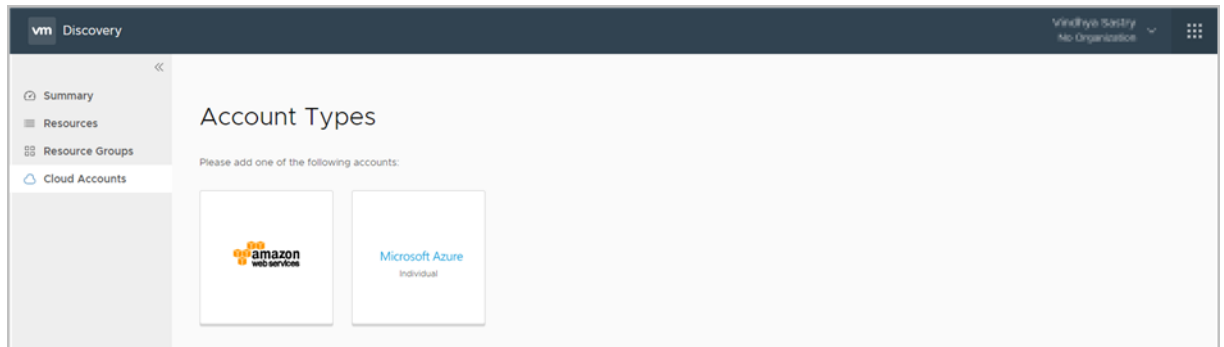 vm Discovery
Vindhya Sastry
No Organization
Summary
Resources
Resource Groups
Cloud Accounts
Account Types
Please add one of the following accounts:
amazon
web services
Microsoft Azure
Individual